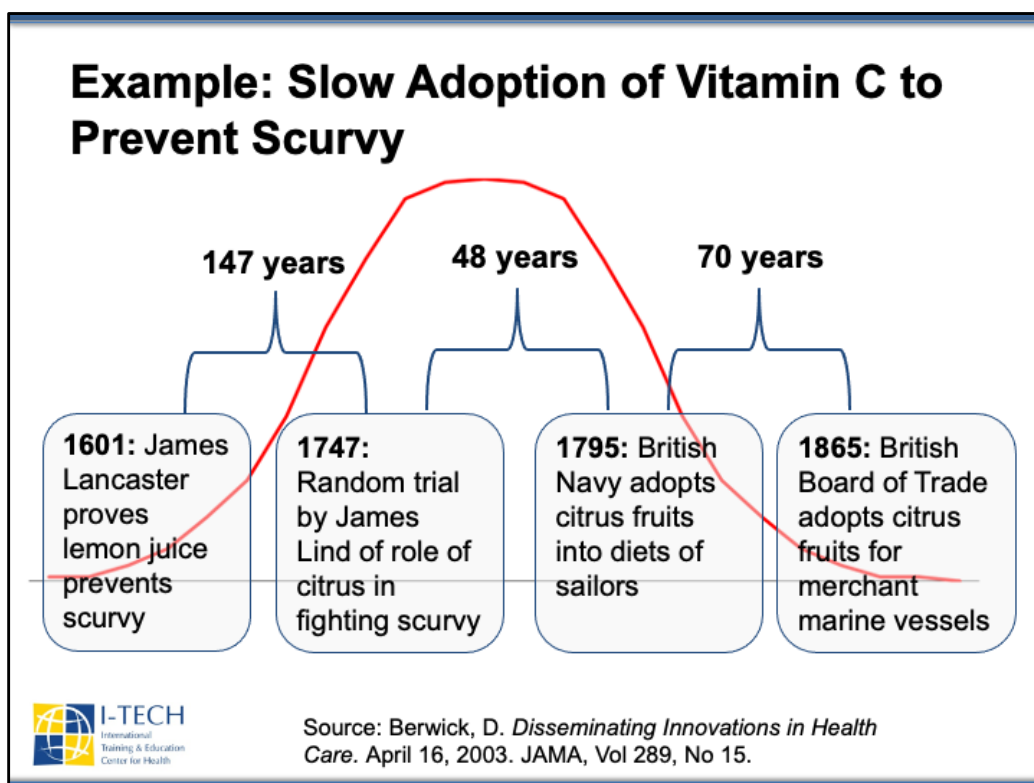 Example: Slow Adoption of Vitamin C to
Prevent Scurvy
147 years
48 years
70 years
1601: James
Lancaster
proves
lemon juice
prevents
scurvy
1747:
Random trial
by James
Lind of role of
citrus in
fighting scurvy
1795: British
Navy adopts
citrus fruits
into diets of
sailors
1865: British
Board of Trade
adopts citrus
fruits for
merchant
marine vessels
I-TECH
International
Training & Education
Center for Health
Source: Berwick, D. Disseminating Innovations in Health
Care. April 16, 2003. JAMA, Vol 289, No 15.